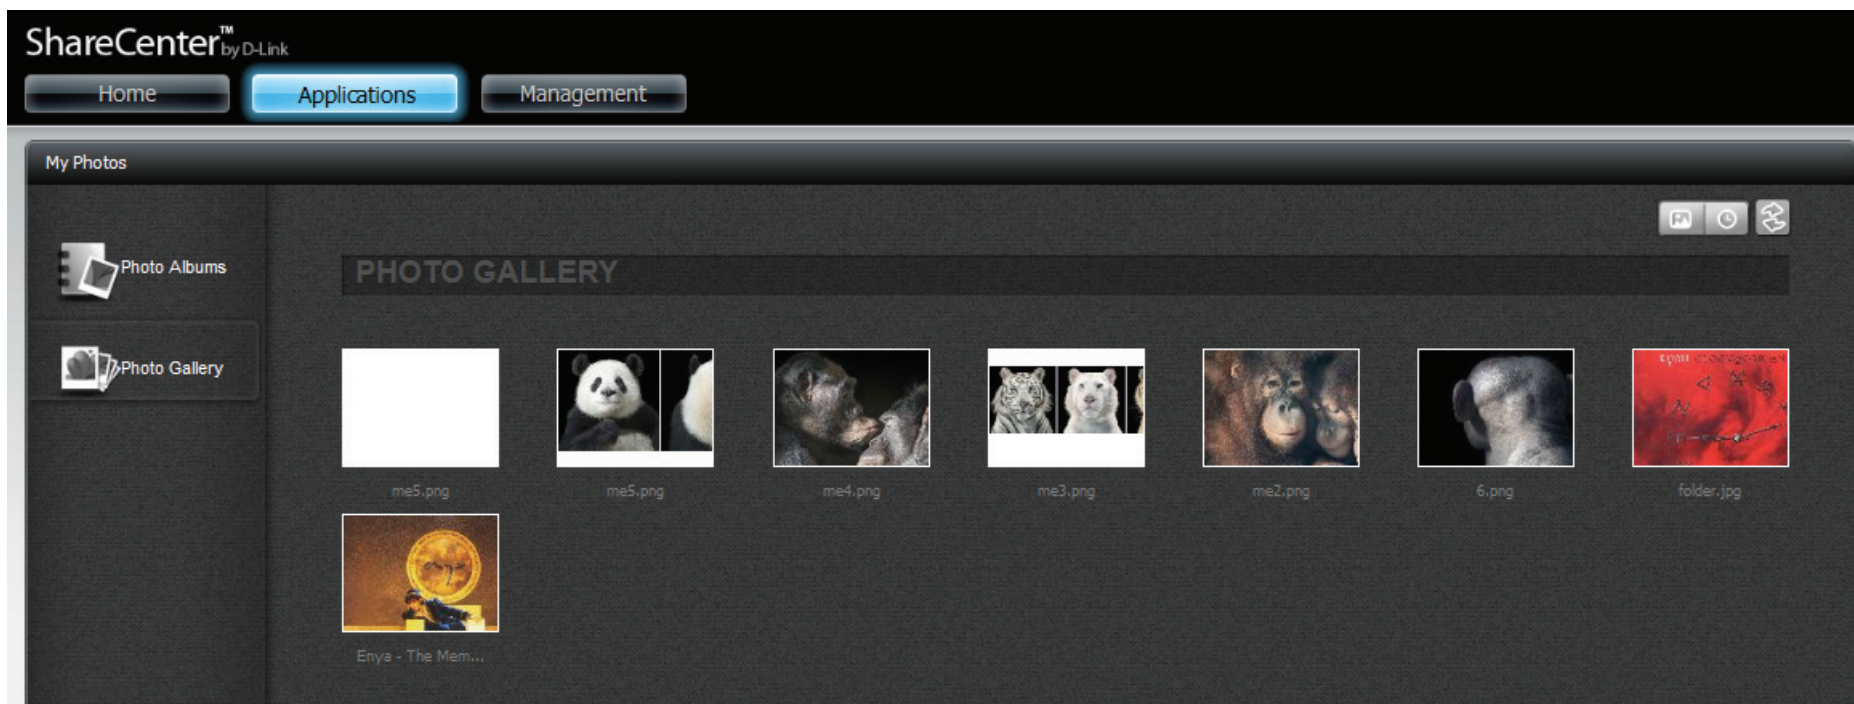 ShareCenter™ by D-Link
Home Applications Management
My Photos
Photo Albums
PHOTO GALLERY
Photo Gallery
me5.png me5.png me4.png me3.png me2.png 6.png folder.jpg
enya
Enya - The Mem...